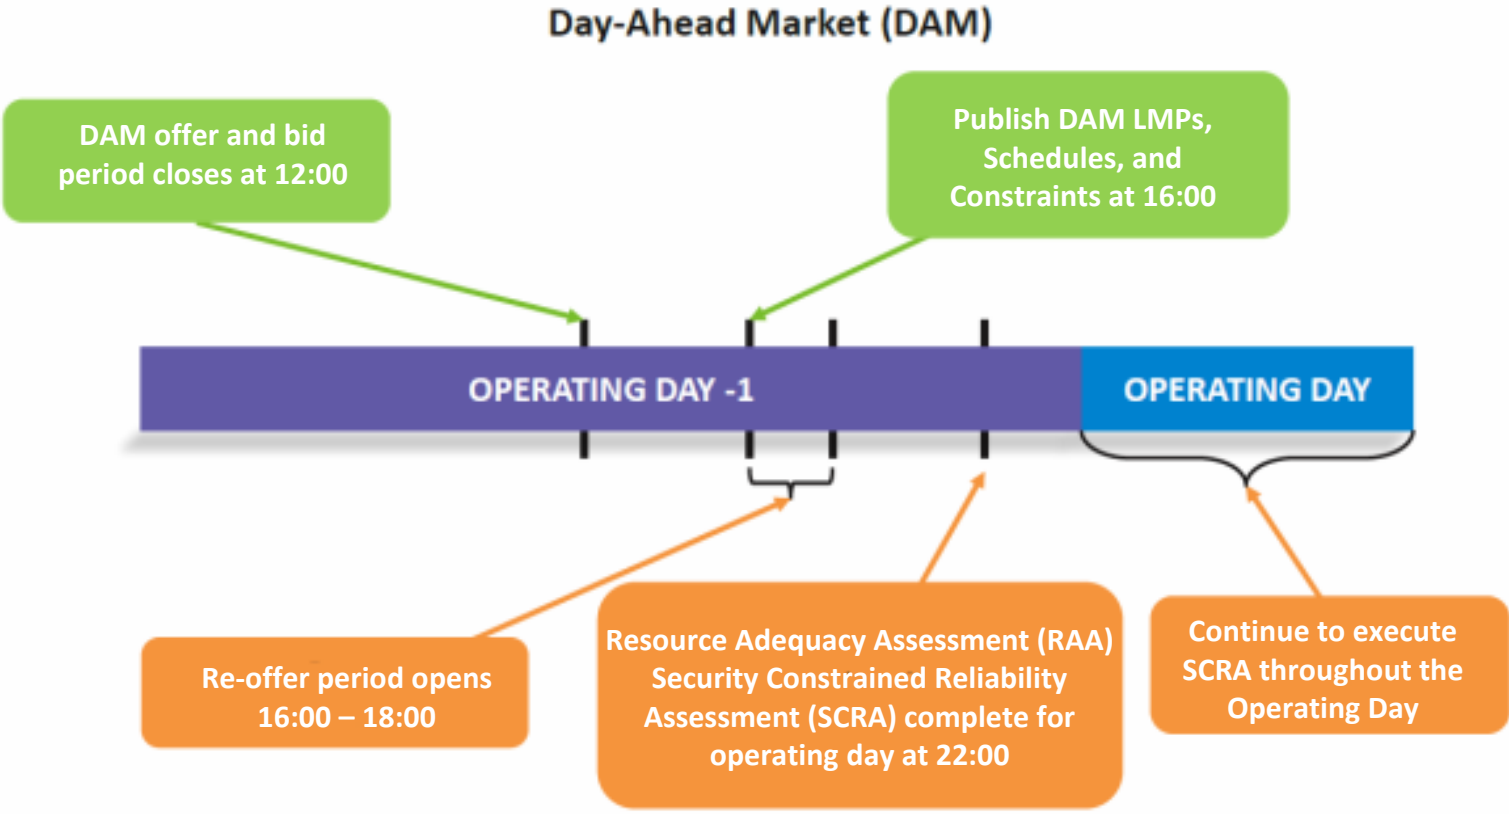 Day-Ahead Market (DAM)
DAM offer and bid
period closes at 12:00
Publish DAM LMPs,
Schedules, and
Constraints at 16:00
OPERATING DAY -1
OPERATING DAY
Re-offer period opens
16:00 – 18:00
Resource Adequacy Assessment (RAA)
Security Constrained Reliability
Assessment (SCRA) complete for
operating day at 22:00
Continue to execute
SCRA throughout the
Operating Day